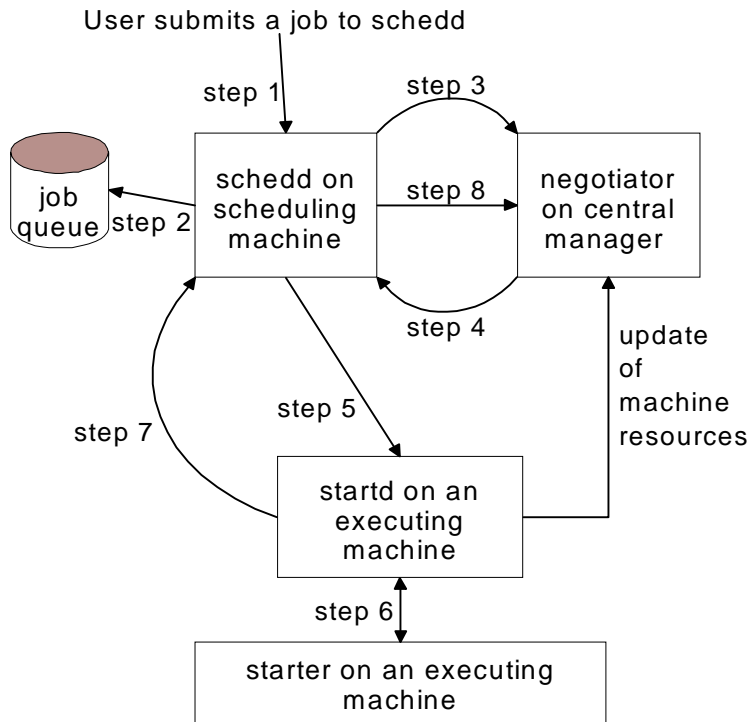 User submits a job to schedd
step 1
step 3
job
queue
step 2
schedd on
scheduling
machine
step 8
negotiator
on central
manager
step 4
update
of
machine
resources
step 5
step 7
startd on an
executing
machine
step 6
starter on an executing
machine